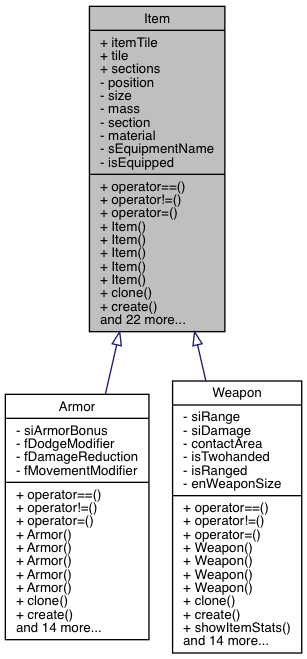 Item
+ itemTile
+ tile
+ sections
- position
- size
- mass
- section
- material
- sEquipmentName
- isEquipped
+ operator==()
+ operator!=()
+ operator=()
+ Item()
+ Item()
+ Item()
+ Item()
+ Item()
+ clone()
+ create()
and 22 more...
Armor
- siArmorBonus
- fDodgeModifier
- fDamageReduction
- fMovementModifier
+ operator==()
+ operator!=()
+ operator=()
+ Armor()
+ Armor()
+ Armor()
+ Armor()
+ Armor()
+ clone()
+ create()
and 14 more...
Weapon
- siRange
- siDamage
- contactArea
- isTwohanded
- isRanged
- enWeaponSize
+ operator==()
+ operator!=()
+ operator=()
+ Weapon()
+ Weapon()
+ Weapon()
+ Weapon()
+ clone()
+ create()
+ showItemStats()
and 14 more...